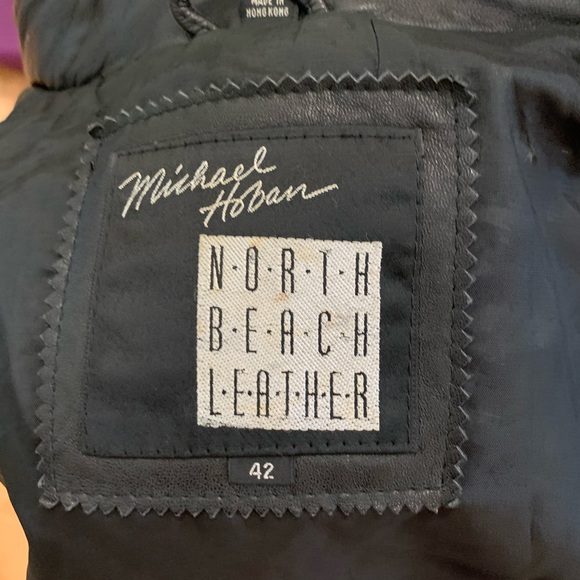 MADE IN
HONG KONG
Michael
Hoban
N·O·R·T·H
B·E·A·C·H
L·E·A·T·H·E·R
42